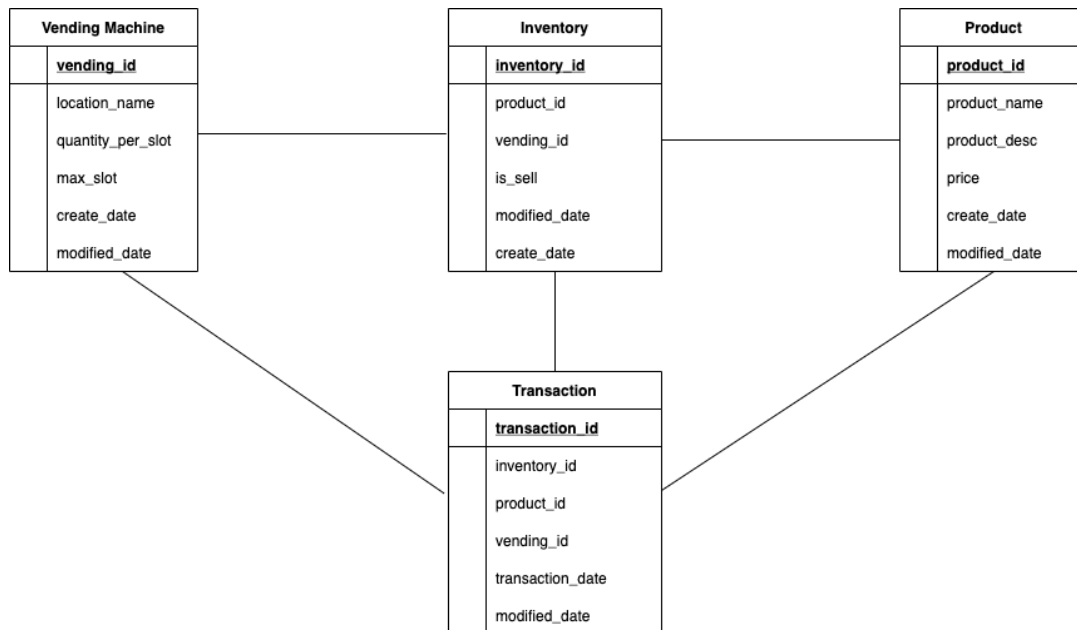 Vending Machine
vending_id
location_name
quantity_per_slot
max_slot
create_date
modified_date
Inventory
inventory_id
product_id
vending_id
is_sell
modified_date
create_date
Product
product_id
product_name
product_desc
price
create_date
modified_date
Transaction
transaction_id
inventory_id
product_id
vending_id
transaction_date
modified_date